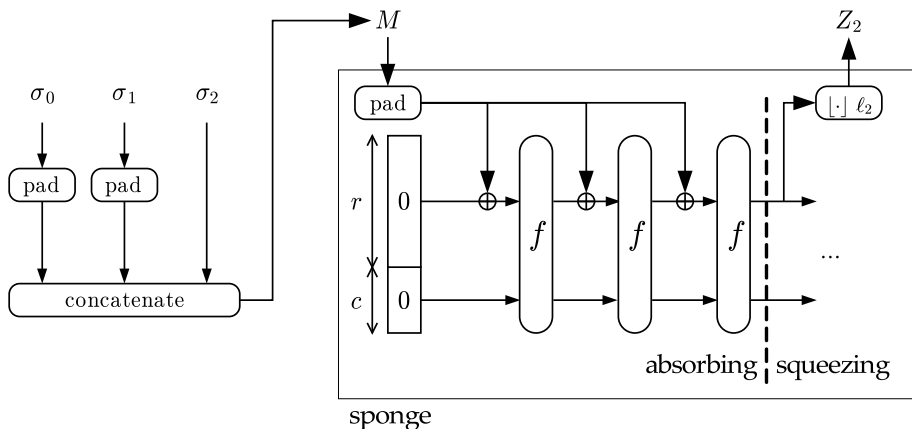 M
Z₂
σ₀ σ₁ σ₂
pad
⌊·⌋ ℓ₂
pad pad
r
0
f f f
...
concatenate
c
0
absorbing squeezing
sponge